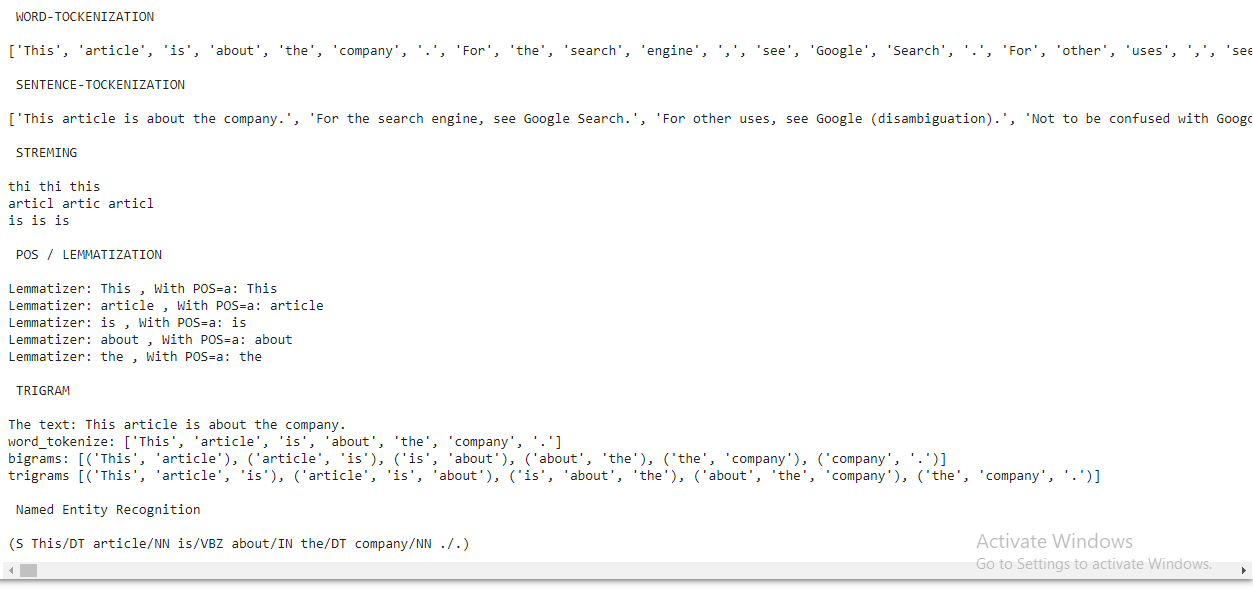 WORD-TOCKENIZATION
['This', 'article', 'is', 'about', 'the', 'company', '.', 'For', 'the', 'search', 'engine', ',', 'see', 'Google', 'Search', '.', 'For', 'other', 'uses', ',', 'see
SENTENCE-TOCKENIZATION
['This article is about the company.', 'For the search engine, see Google Search.', 'For other uses, see Google (disambiguation).', 'Not to be confused with Googo
STREMING
thi thi this
articl artic articl
is is is
POS / LEMMATIZATION
Lemmatizer: This , With POS=a: This
Lemmatizer: article , With POS=a: article
Lemmatizer: is , With POS=a: is
Lemmatizer: about , With POS=a: about
Lemmatizer: the , With POS=a: the
TRIGRAM
The text: This article is about the company.
word_tokenize: ['This', 'article', 'is', 'about', 'the', 'company', '.']
bigrams: [('This', 'article'), ('article', 'is'), ('is', 'about'), ('about', 'the'), ('the', 'company'), ('company', '.')]
trigrams [('This', 'article', 'is'), ('article', 'is', 'about'), ('is', 'about', 'the'), ('about', 'the', 'company'), ('the', 'company', '.')]
Named Entity Recognition
(S This/DT article/NN is/VBZ about/IN the/DT company/NN ./.)
Activate Windows
Go to Settings to activate Windows.